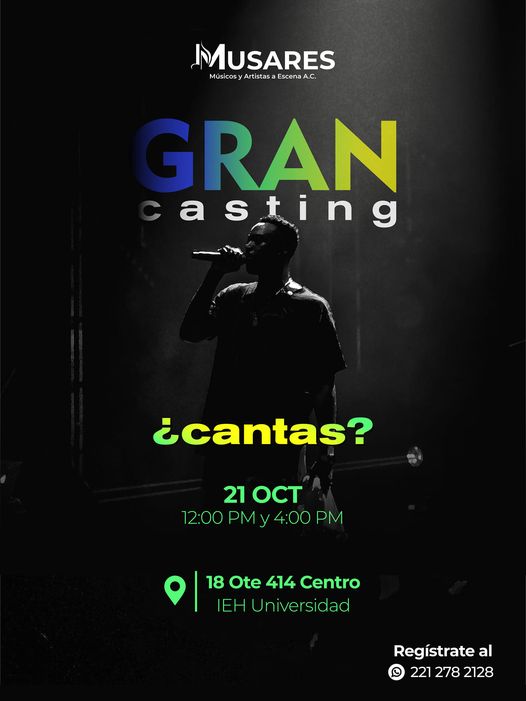 MUSARES
Músicos y Artistas a Escena A.C.
GRAN
casting
¿cantas?
21 OCT
12:00 PM y 4:00 PM
18 Ote 414 Centro
IEH Universidad
Regístrate al
221 278 2128